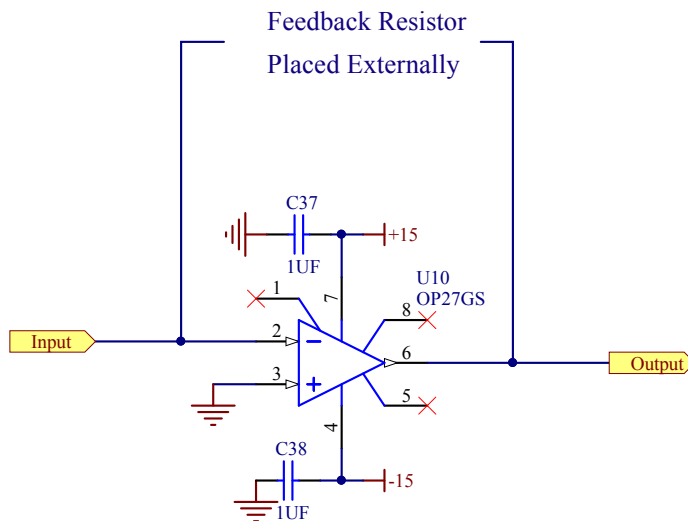 Feedback Resistor
Placed Externally
C37
+15
1UF
U10
OP27GS
1
7
8
2
Input
6
Output
3
5
4
C38
-15
1UF